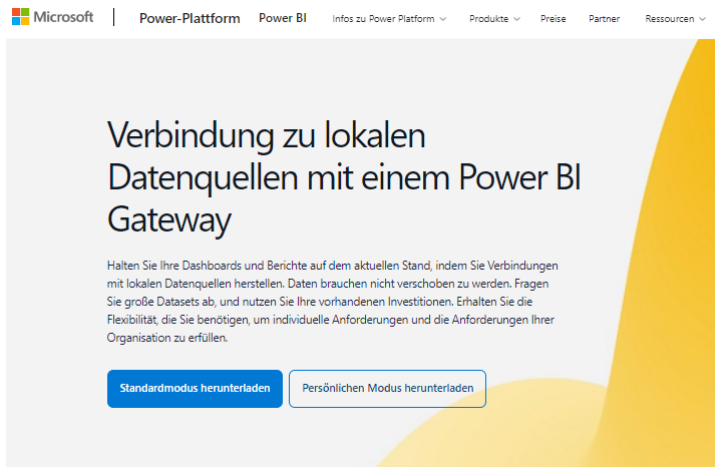 Microsoft Power-Plattform Power BI Infos zu Power Platform Produkte Preise Partner Ressourcen
Verbindung zu lokalen
Datenquellen mit einem Power BI
Gateway
Halten Sie Ihre Dashboards und Berichte auf dem aktuellen Stand, indem Sie Verbindungen
mit lokalen Datenquellen herstellen. Daten brauchen nicht verschoben zu werden. Fragen
Sie große Datasets ab, und nutzen Sie Ihre vorhandenen Investitionen. Erhalten Sie die
Flexibilität, die Sie benötigen, um individuelle Anforderungen und die Anforderungen Ihrer
Organisation zu erfüllen.
Standardmodus herunterladen Persönlichen Modus herunterladen